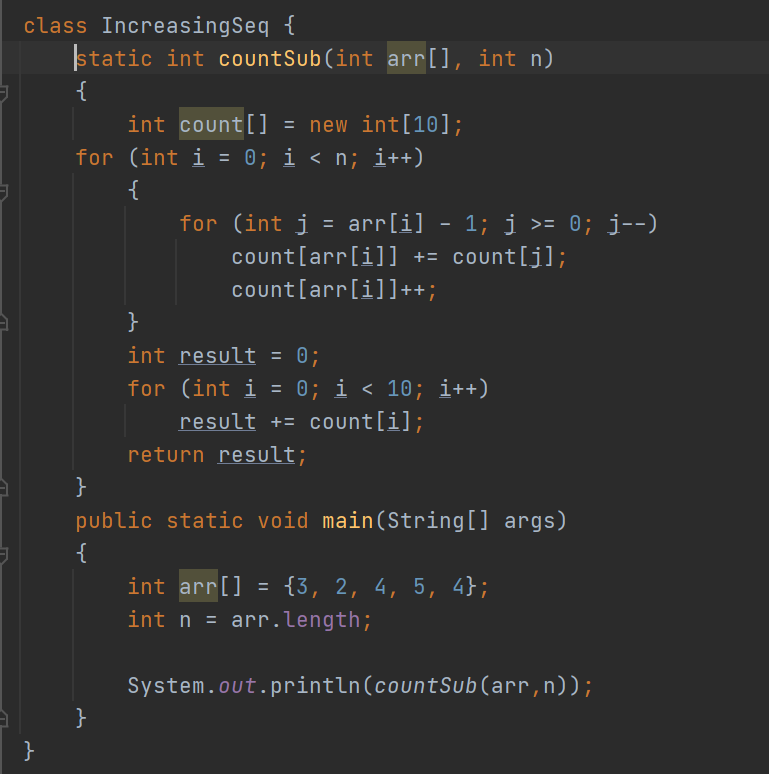 class IncreasingSeq {
    static int countSub(int arr[], int n)
    {
        int count[] = new int[10];
    for (int i = 0; i < n; i++)
        {
            for (int j = arr[i] - 1; j >= 0; j--)
                count[arr[i]] += count[j];
                count[arr[i]]++;
        }
        int result = 0;
        for (int i = 0; i < 10; i++)
            result += count[i];
        return result;
    }
    public static void main(String[] args)
    {
        int arr[] = {3, 2, 4, 5, 4};
        int n = arr.length;

        System.out.println(countSub(arr,n));
    }
}